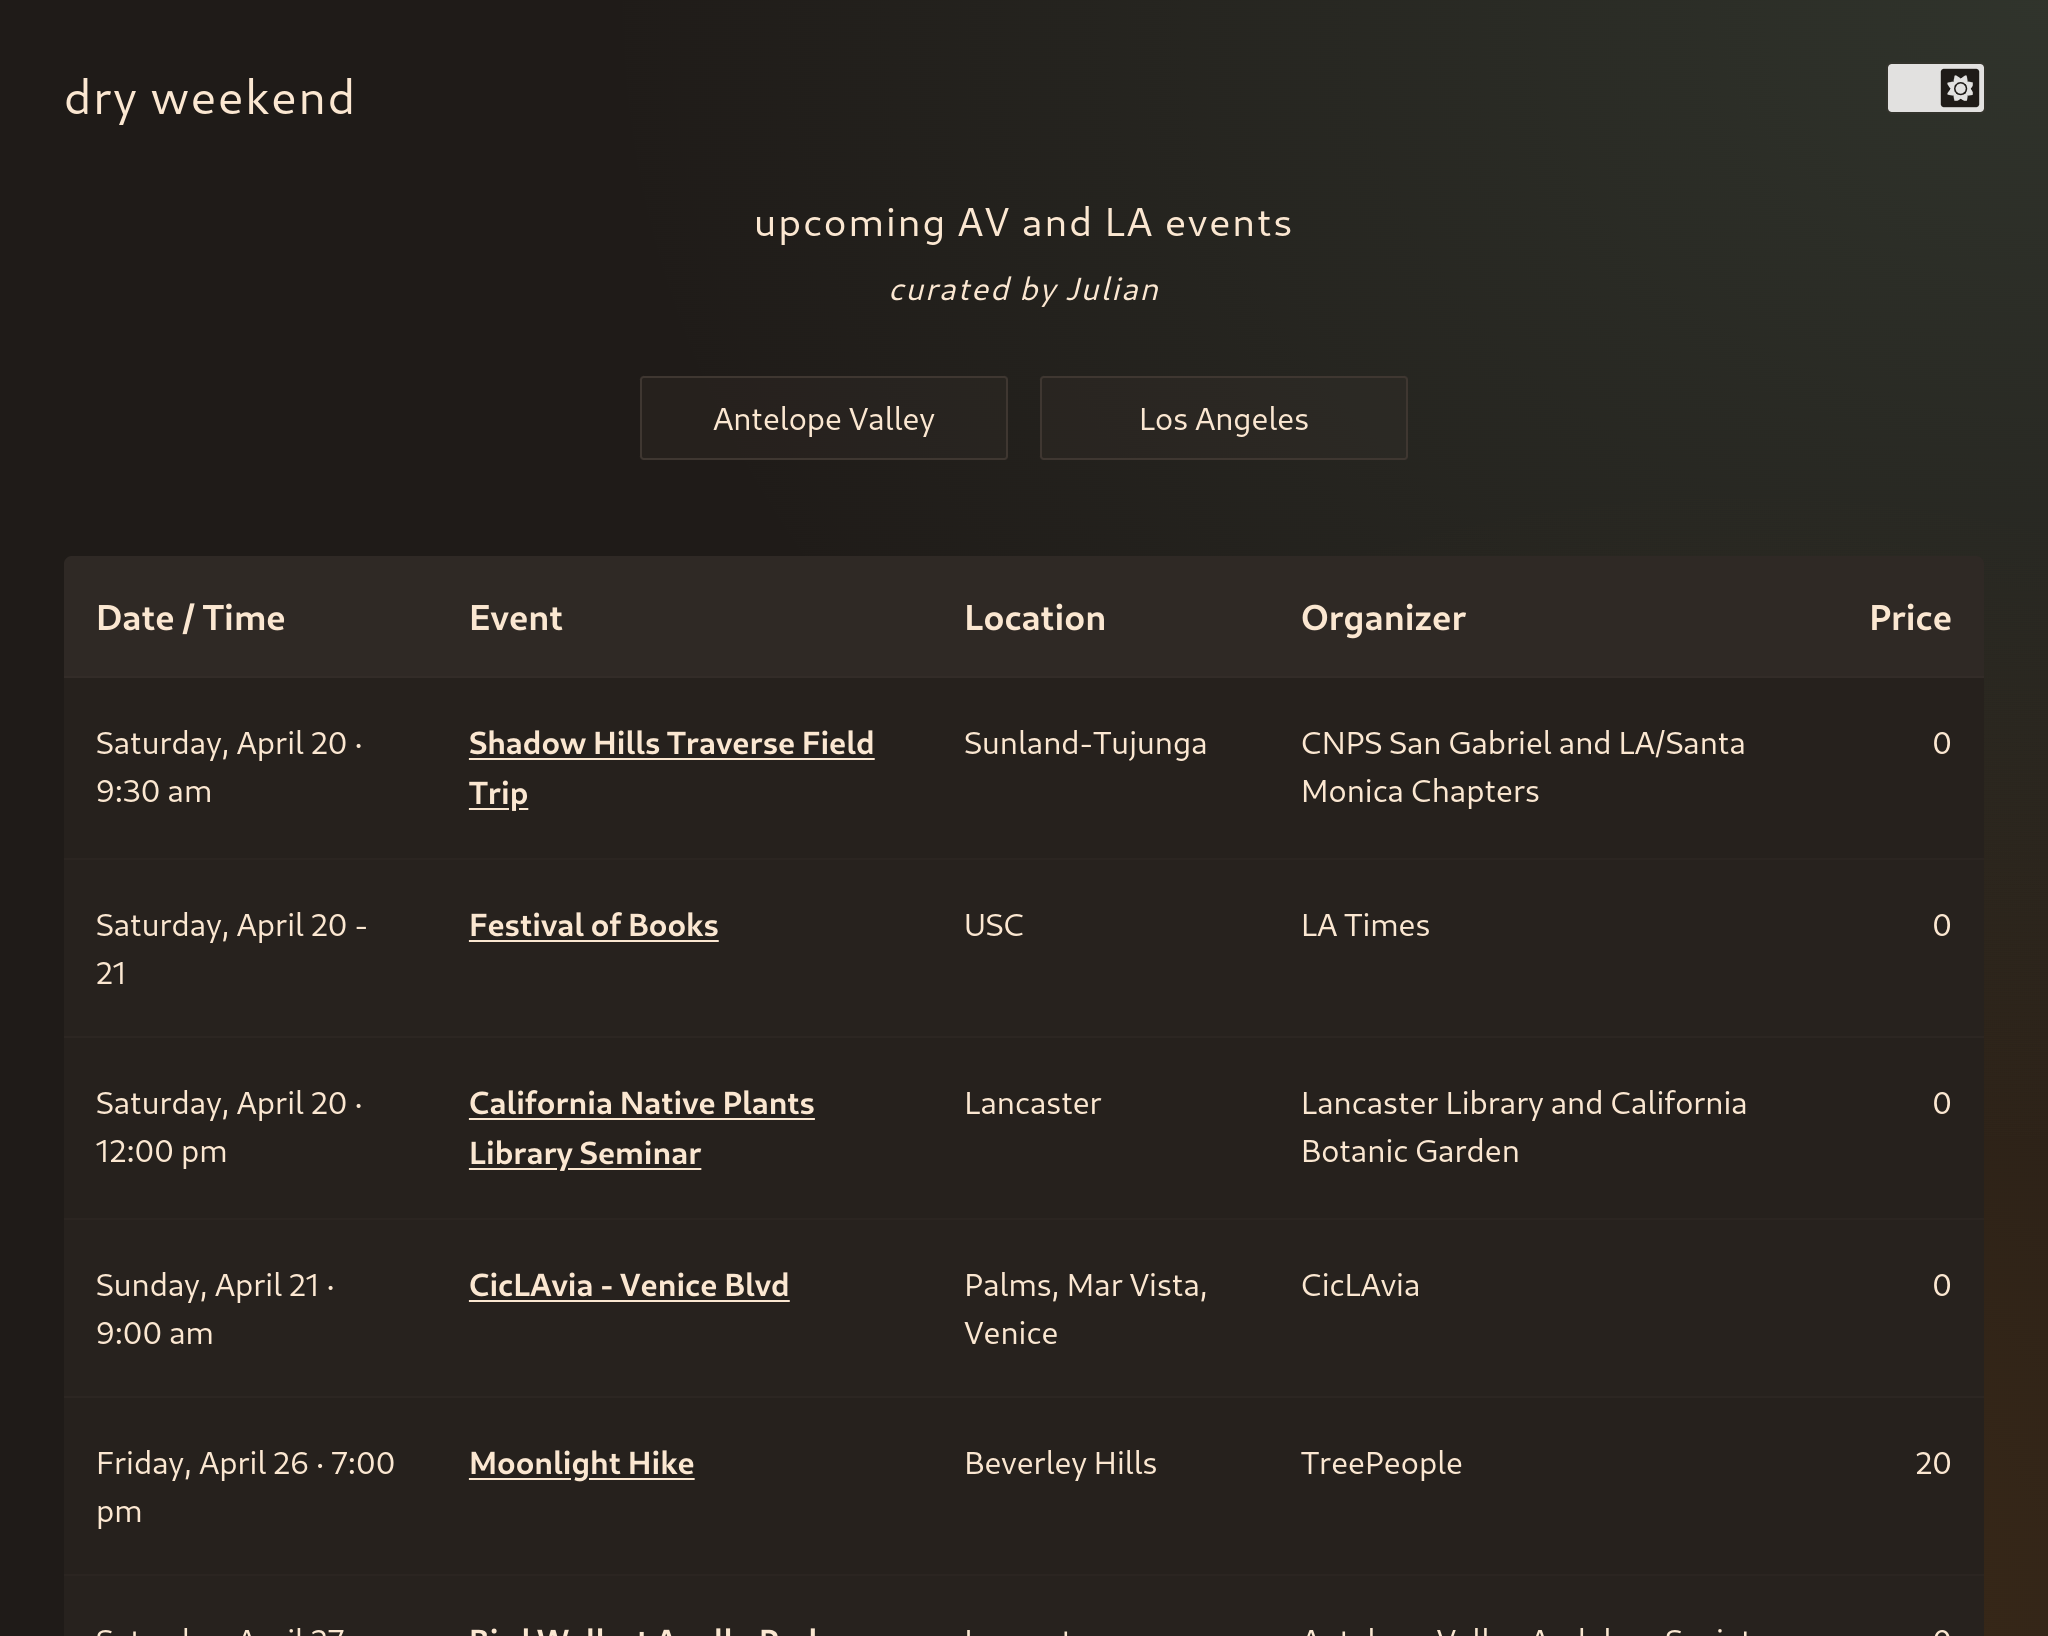 dry weekend
upcoming AV and LA events
curated by Julian
Antelope Valley Los Angeles
Date / Time Event Location Organizer Price
Saturday, April 20 · Shadow Hills Traverse Field Sunland-Tujunga CNPS San Gabriel and LA/Santa 0
9:30 am Trip Monica Chapters
Saturday, April 20 - Festival of Books USC LA Times 0
21
Saturday, April 20 · California Native Plants Lancaster Lancaster Library and California 0
12:00 pm Library Seminar Botanic Garden
Sunday, April 21 · CicLAvia - Venice Blvd Palms, Mar Vista, CicLAvia 0
9:00 am Venice
Friday, April 26 · 7:00 Moonlight Hike Beverley Hills TreePeople 20
pm